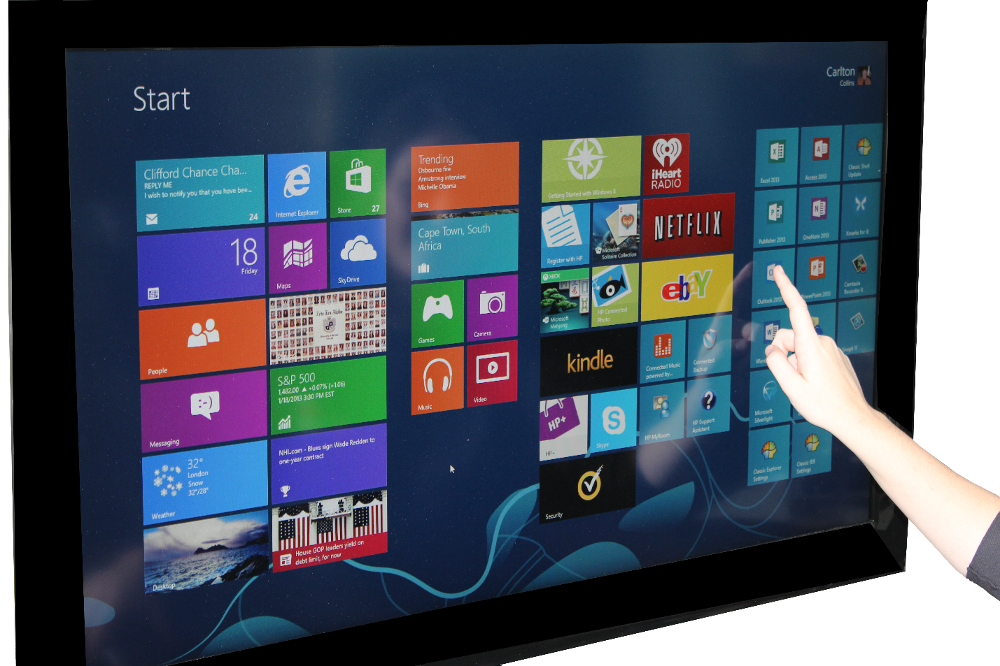 Start
Carlton
Collins
Clifford Chance Cha...
REPLY ME
I wish to notify you that you have bee...
24
Internet Explorer
Store
27
18
Friday
Maps
SkyDrive
People
S&P 500
1,482.00 ▲ +0.07% (+1.06)
1/18/2013 3:30 PM EST
Messaging
NHL.com - Blues sign Wade Redden to
one-year contract
32°
London
Snow
32°/28°
Weather
House GOP leaders yield on
debt limit, for now
Desktop
Trending
Osbourne fire
Armstrong interview
Michelle Obama
Bing
Cape Town, South
Africa
Games
Camera
Music
Video
Getting Started with Windows 8
iHeart
RADIO
Register with HP
Microsoft
Solitaire Collection
NETFLIX
XBOX
Microsoft
Mahjong
HP Connected
Photo
ebay
kindle
Connected Music
powered by...
Connected
Backup
HP+
HP+
S
Skype
HP MyRoom
?
HP Support
Assistant
Security
Excel 2013
Access 2013
Classic Shell
Update
Publisher 2013
OneNote 2013
Xmarks for IE
Outlook 2013
PowerPoint 2013
Camtasia
Recorder 8
Word
Snagit 11
Microsoft
Silverlight
Classic Explorer
Settings
Classic IE9
Settings